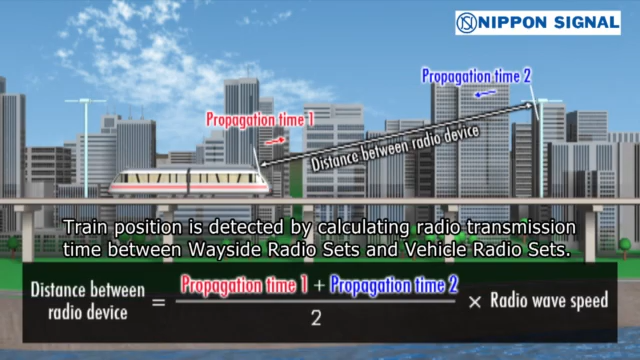 NIPPON SIGNAL
Propagation time 2
Propagation time 1
Distance between radio device
Train position is detected by calculating radio transmission
time between Wayside Radio Sets and Vehicle Radio Sets.
Distance between
radio device
=
Propagation time 1 + Propagation time 2
2
× Radio wave speed